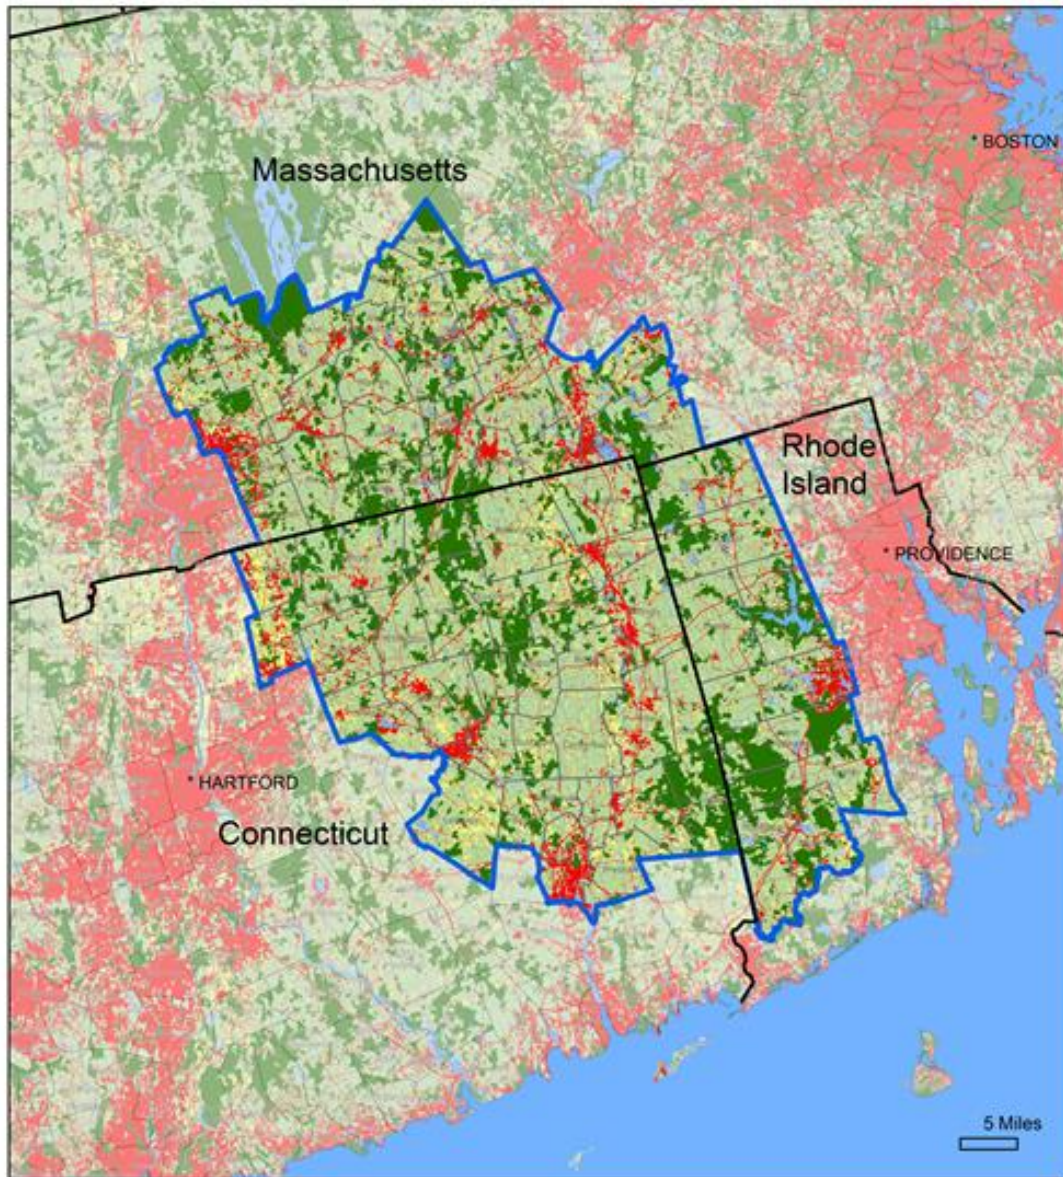 * BOSTON
Massachusetts
Rhode
Island
* PROVIDENCE
* HARTFORD
Connecticut
5 Miles